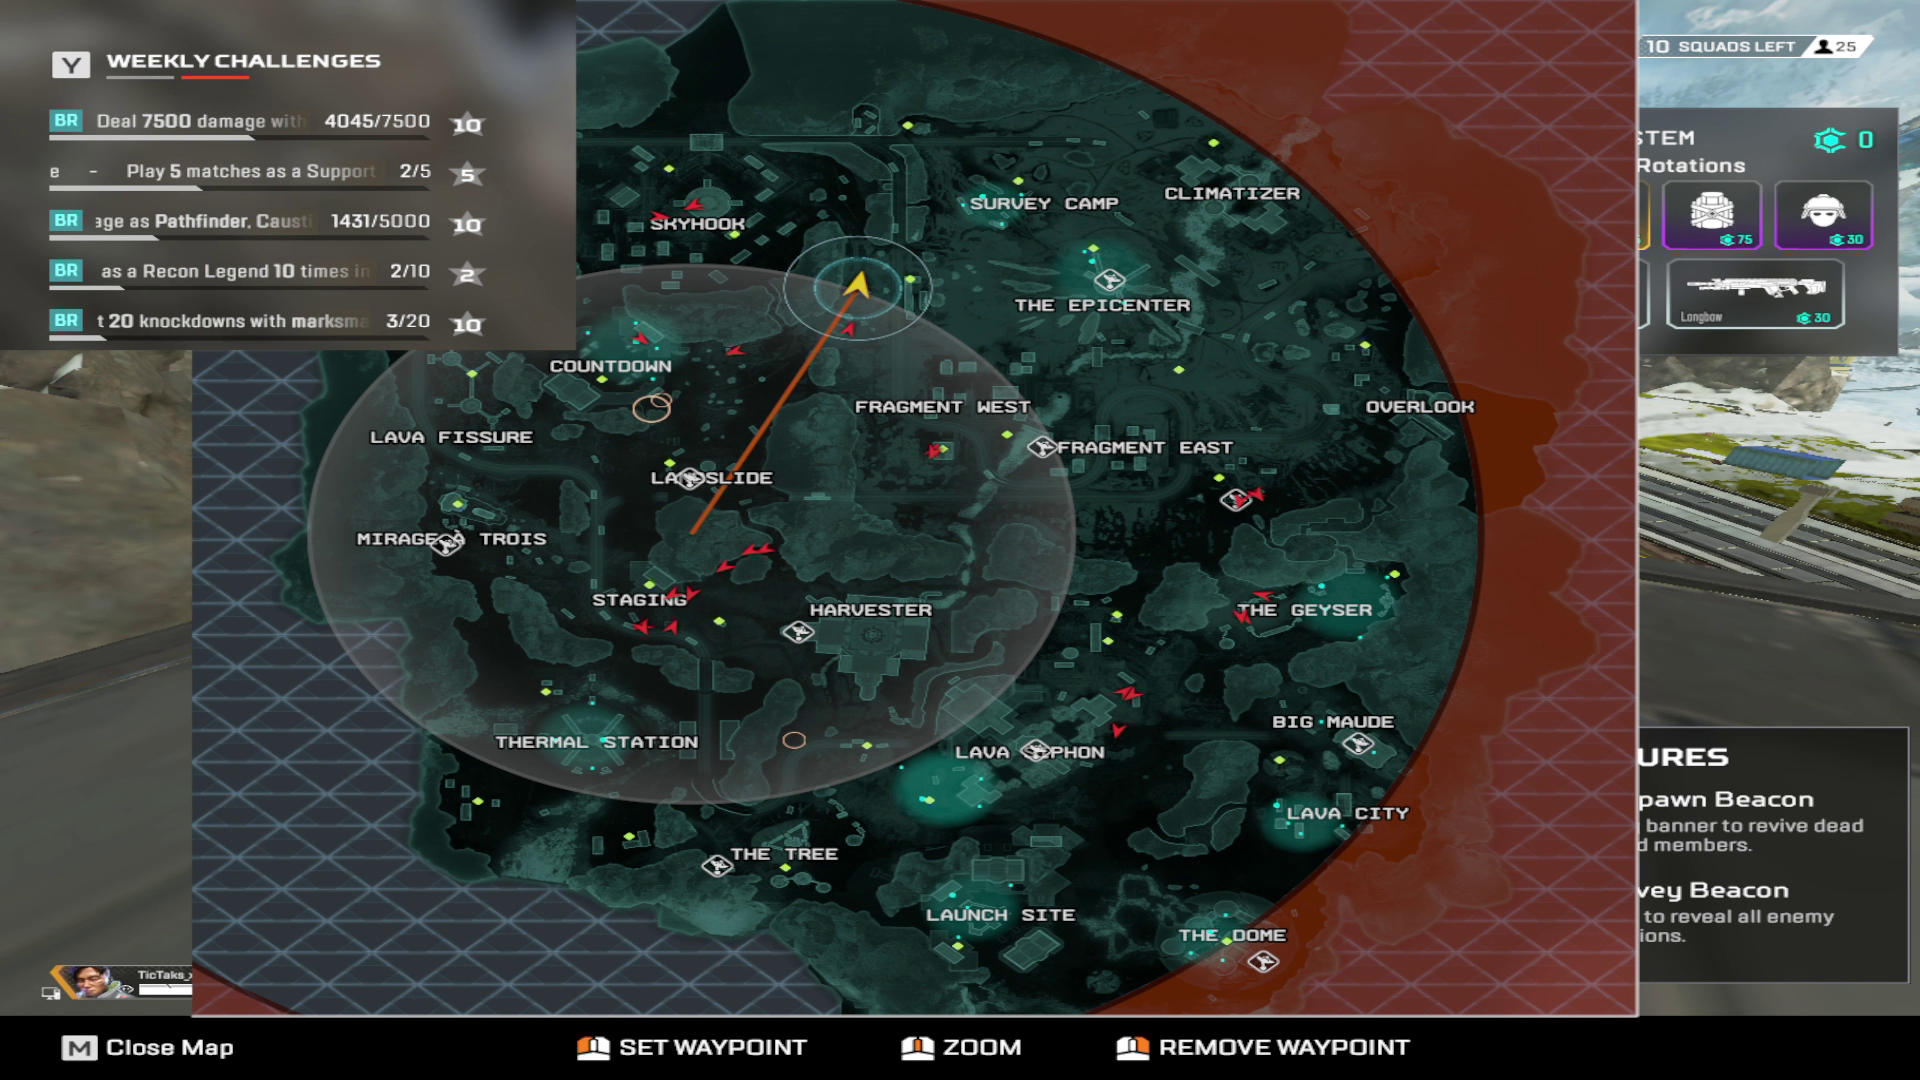 Y WEEKLY CHALLENGES
BR Deal 7500 damage with 4045/7500 10
e - Play 5 matches as a Support 2/5 5
BR age as Pathfinder, Causti 1431/5000 10
BR as a Recon Legend 10 times in 2/10 2
BR t 20 knockdowns with marksma 3/20 10
10 SQUADS LEFT 25
STEM 0
Rotations
75 30
Longbow 30
SKYHOOK
SURVEY CAMP
CLIMATIZER
THE EPICENTER
COUNTDOWN
FRAGMENT WEST
OVERLOOK
LAVA FISSURE
FRAGMENT EAST
LANDSLIDE
MIRAGE A TROIS
STAGING
HARVESTER
THE GEYSER
THERMAL STATION
LAVA SIPHON
BIG MAUDE
LAVA CITY
THE TREE
LAUNCH SITE
THE DOME
URES
pawn Beacon
banner to revive dead
d members.
vey Beacon
to reveal all enemy
ions.
TicTaks_
M Close Map
SET WAYPOINT
ZOOM
REMOVE WAYPOINT